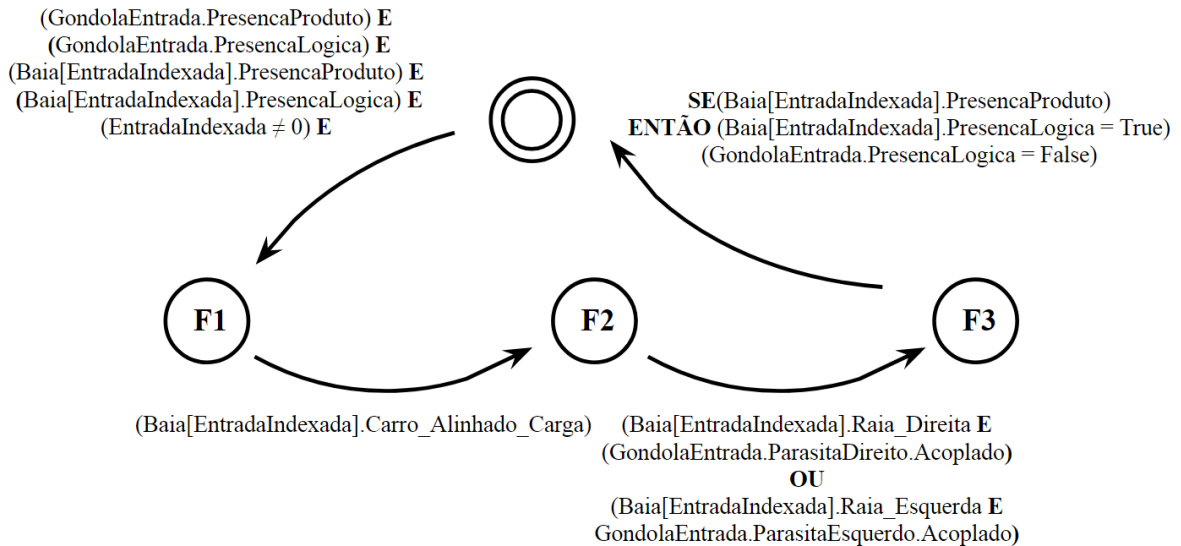 (GondolaEntrada.PresencaProduto) E
(GondolaEntrada.PresencaLogica) E
(Baia[EntradaIndexada].PresencaProduto) E
(Baia[EntradaIndexada].PresencaLogica) E
(EntradaIndexada ≠ 0) E
SE(Baia[EntradaIndexada].PresencaProduto)
ENTÃO (Baia[EntradaIndexada].PresencaLogica = True)
(GondolaEntrada.PresencaLogica = False)
F1
F2
F3
(Baia[EntradaIndexada].Carro_Alinhado_Carga)
(Baia[EntradaIndexada].Raia_Direita E
(GondolaEntrada.ParasitaDireito.Acoplado)
OU
(Baia[EntradaIndexada].Raia_Esquerda E
GondolaEntrada.ParasitaEsquerdo.Acoplado)